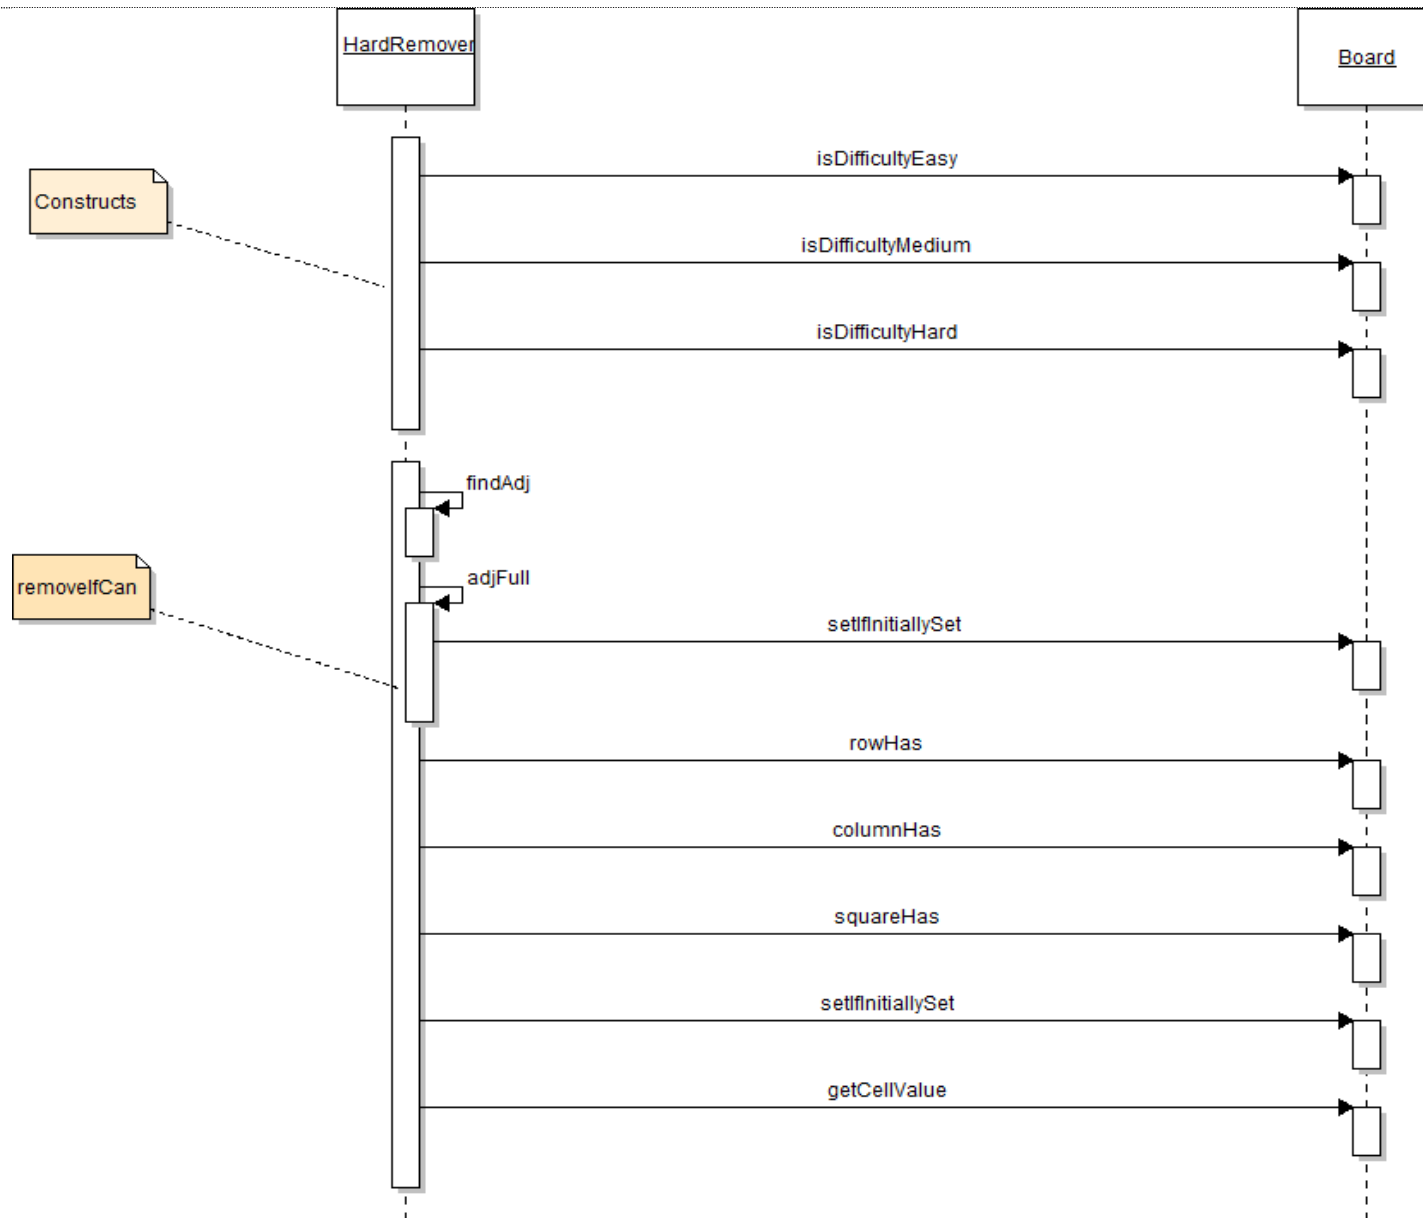 HardRemover
Board
isDifficultyEasy
Constructs
isDifficultyMedium
isDifficultyHard
findAdj
adjFull
removeIfCan
setIfInitiallySet
rowHas
columnHas
squareHas
setIfInitiallySet
getCellValue